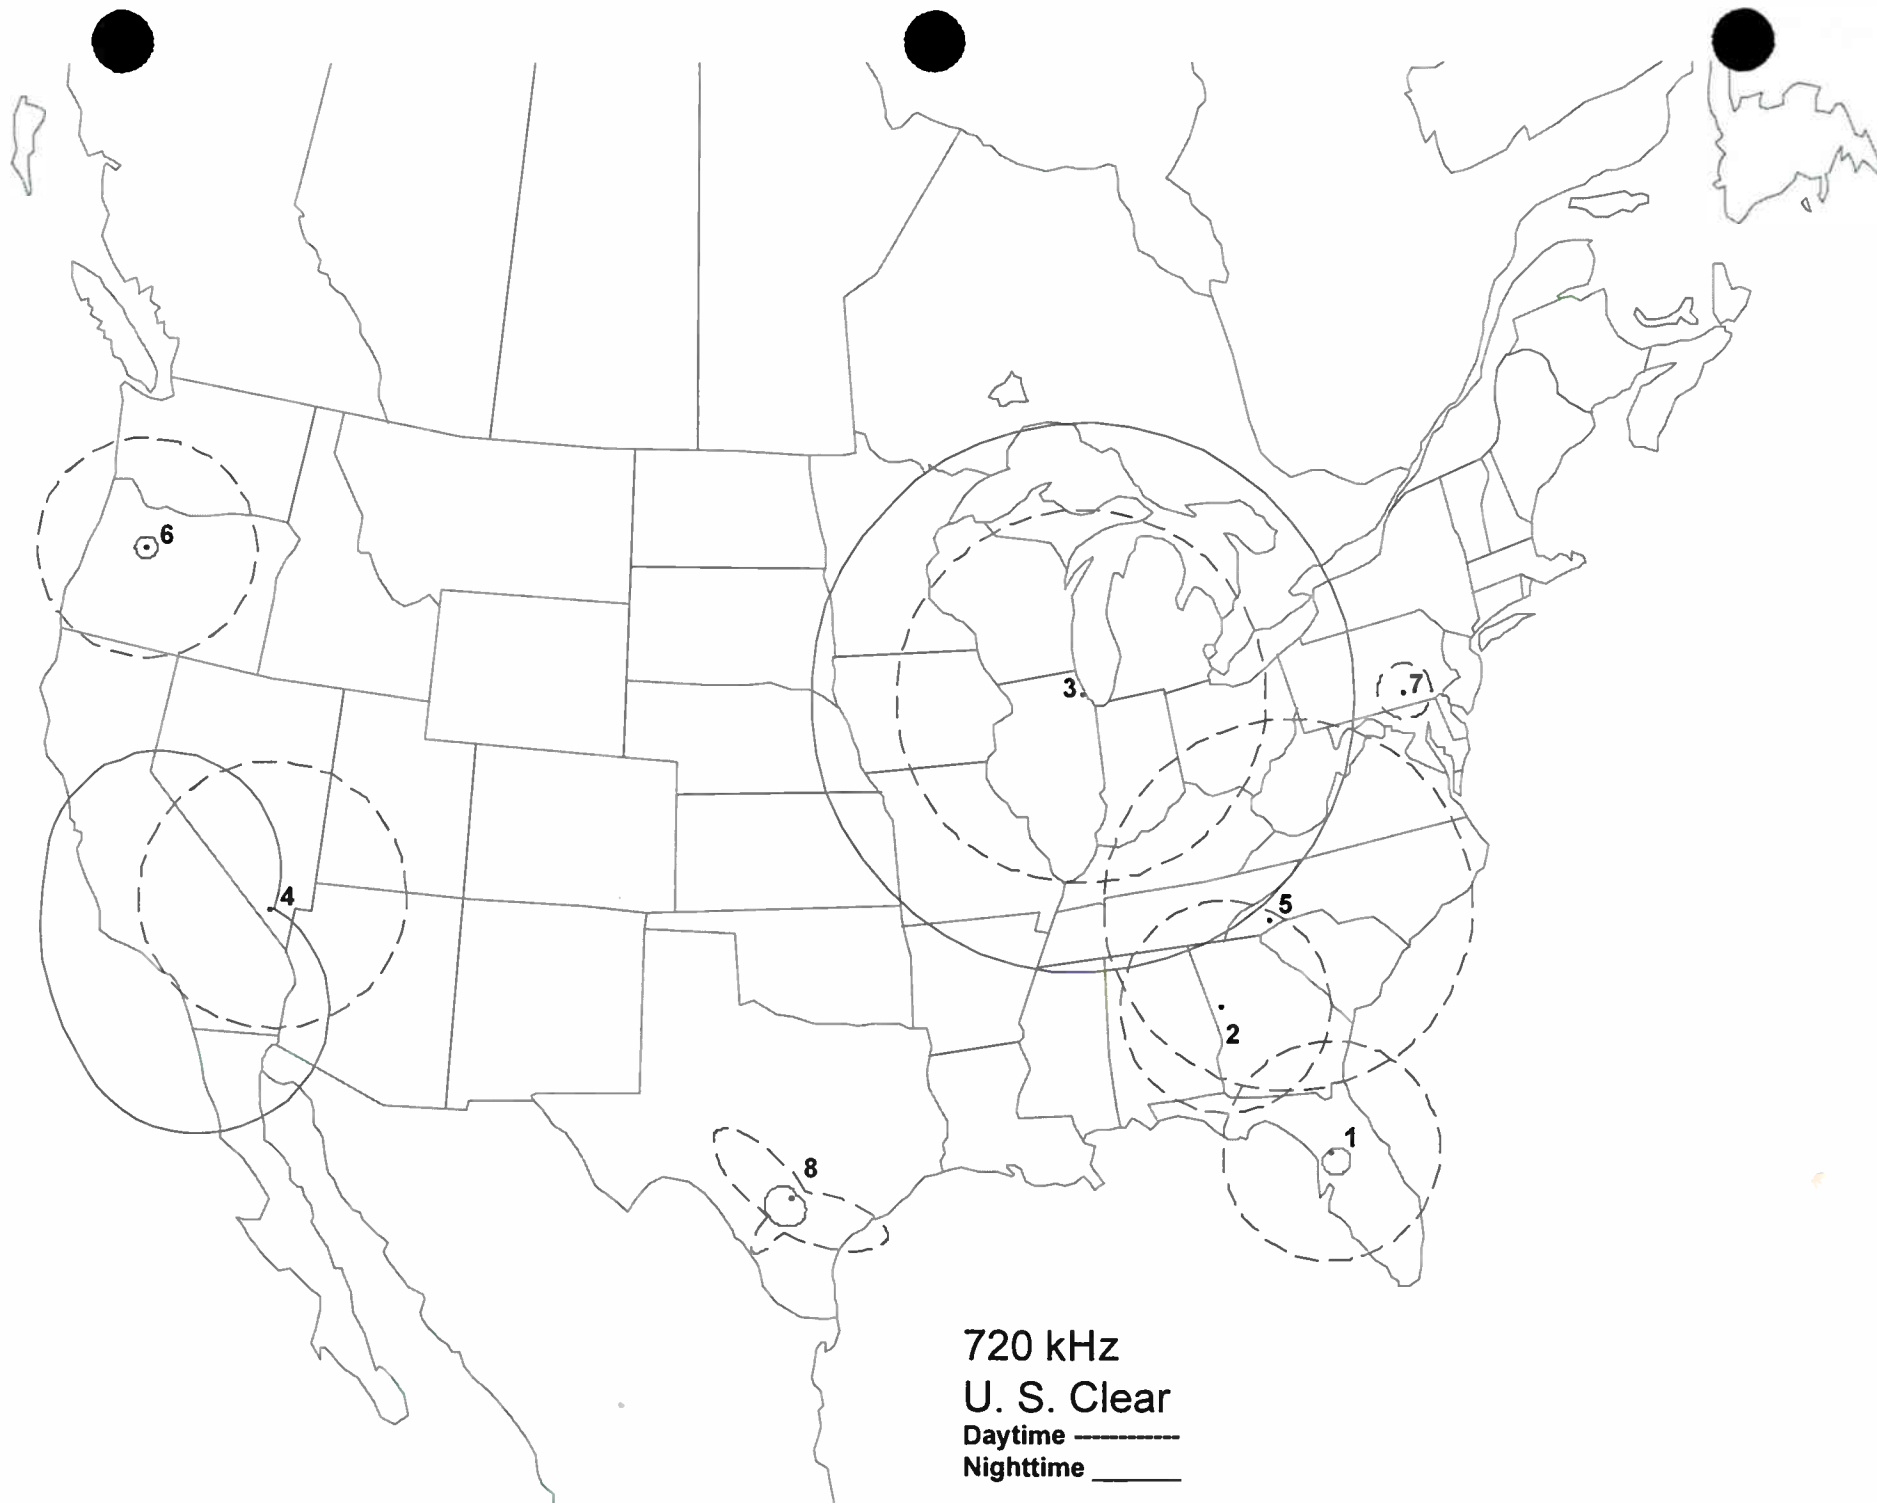 6
3
7
4
5
2
1
8
720 kHz
U. S. Clear
Daytime ------------
Nighttime ______